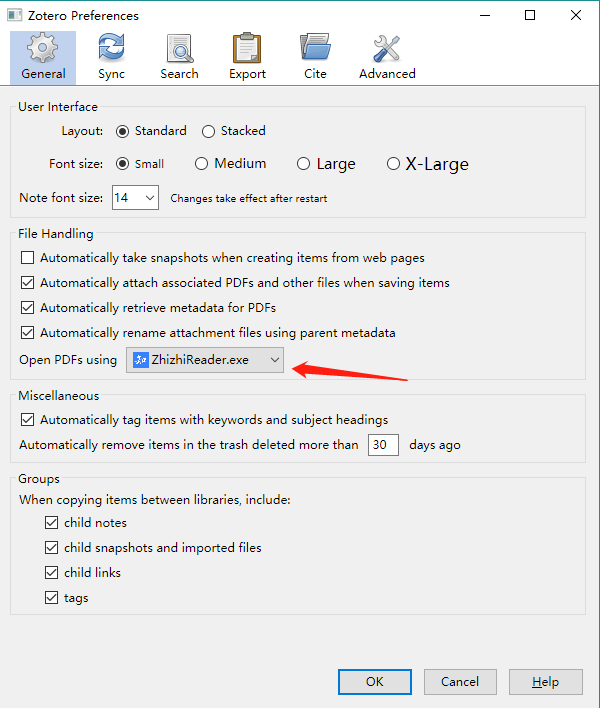 Zotero Preferences
General Sync Search Export Cite Advanced
User Interface
Layout: Standard Stacked
Font size: Small Medium Large X-Large
Note font size: 14 Changes take effect after restart
File Handling
Automatically take snapshots when creating items from web pages
Automatically attach associated PDFs and other files when saving items
Automatically retrieve metadata for PDFs
Automatically rename attachment files using parent metadata
Open PDFs using ZhizhiReader.exe
Miscellaneous
Automatically tag items with keywords and subject headings
Automatically remove items in the trash deleted more than 30 days ago
Groups
When copying items between libraries, include:
child notes
child snapshots and imported files
child links
tags
OK Cancel Help